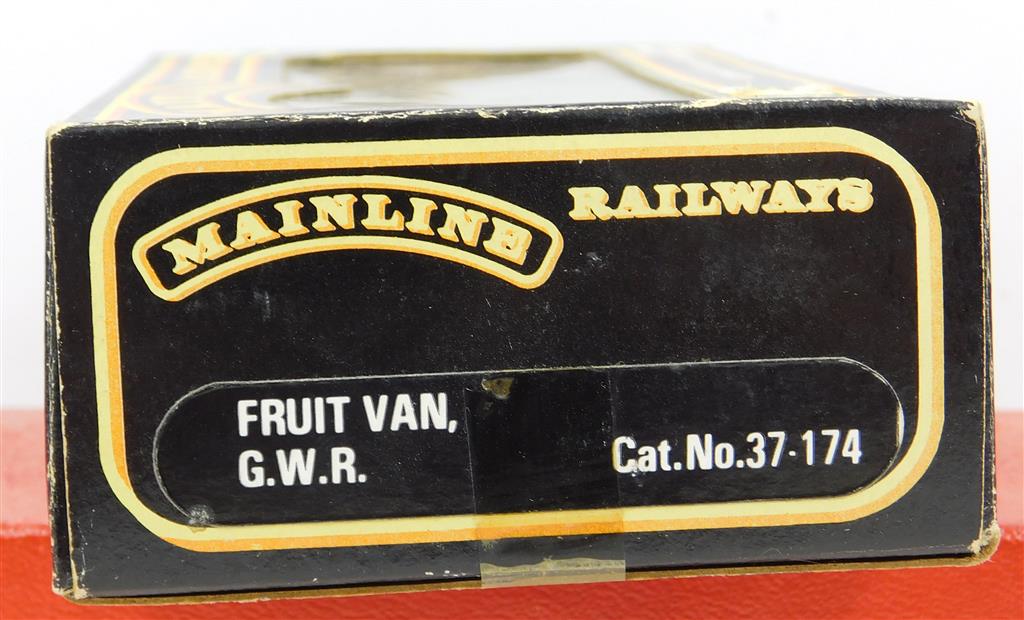 MAINLINE RAILWAYS
FRUIT VAN,
G.W.R.
Cat.No.37-174